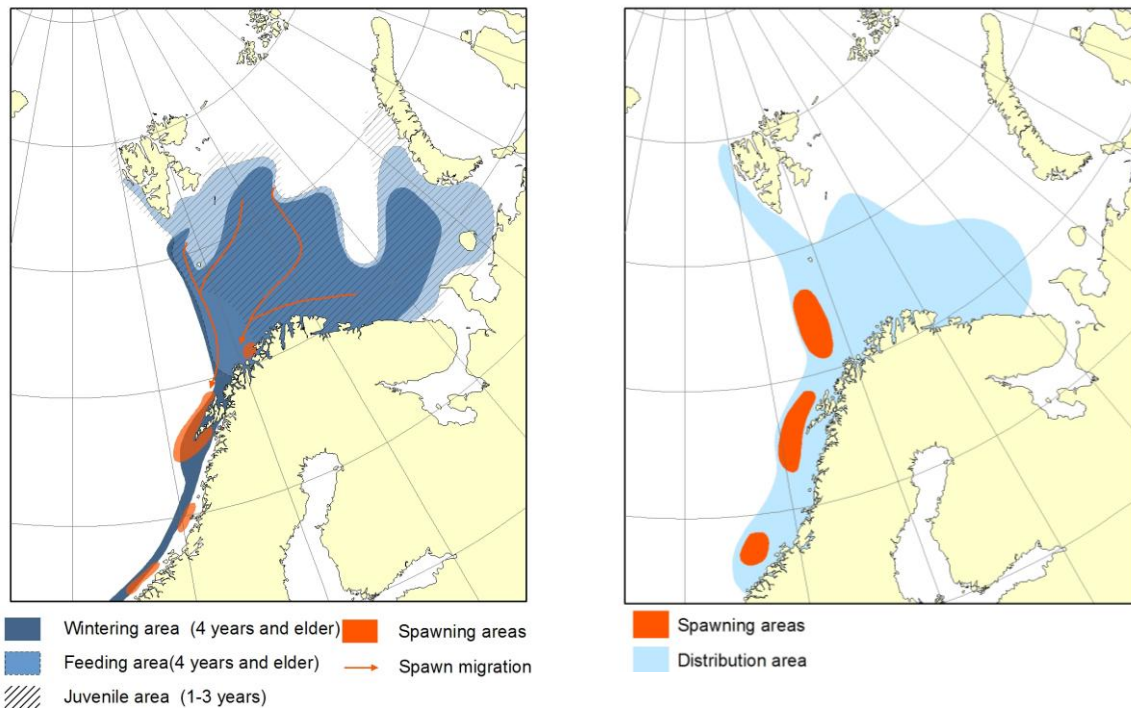 Wintering area (4 years and elder)
Spawning areas
Feeding area(4 years and elder)
Spawn migration
Juvenile area (1-3 years)
Spawning areas
Distribution area